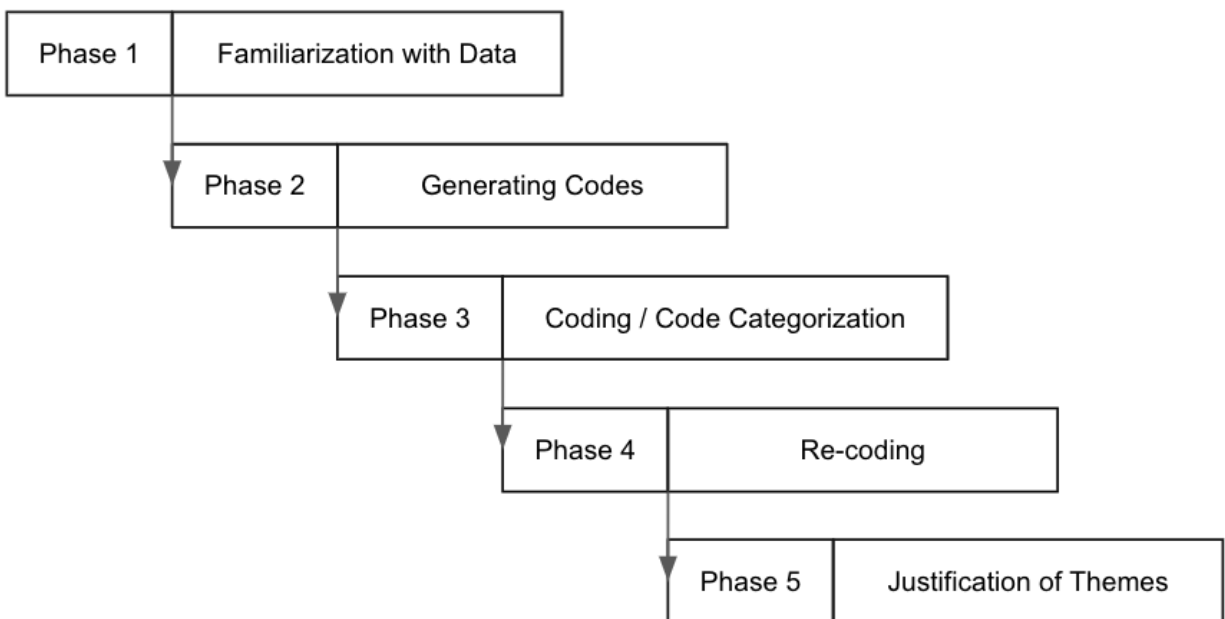 Phase 1 Familiarization with Data
Phase 2 Generating Codes
Phase 3 Coding / Code Categorization
Phase 4 Re-coding
Phase 5 Justification of Themes